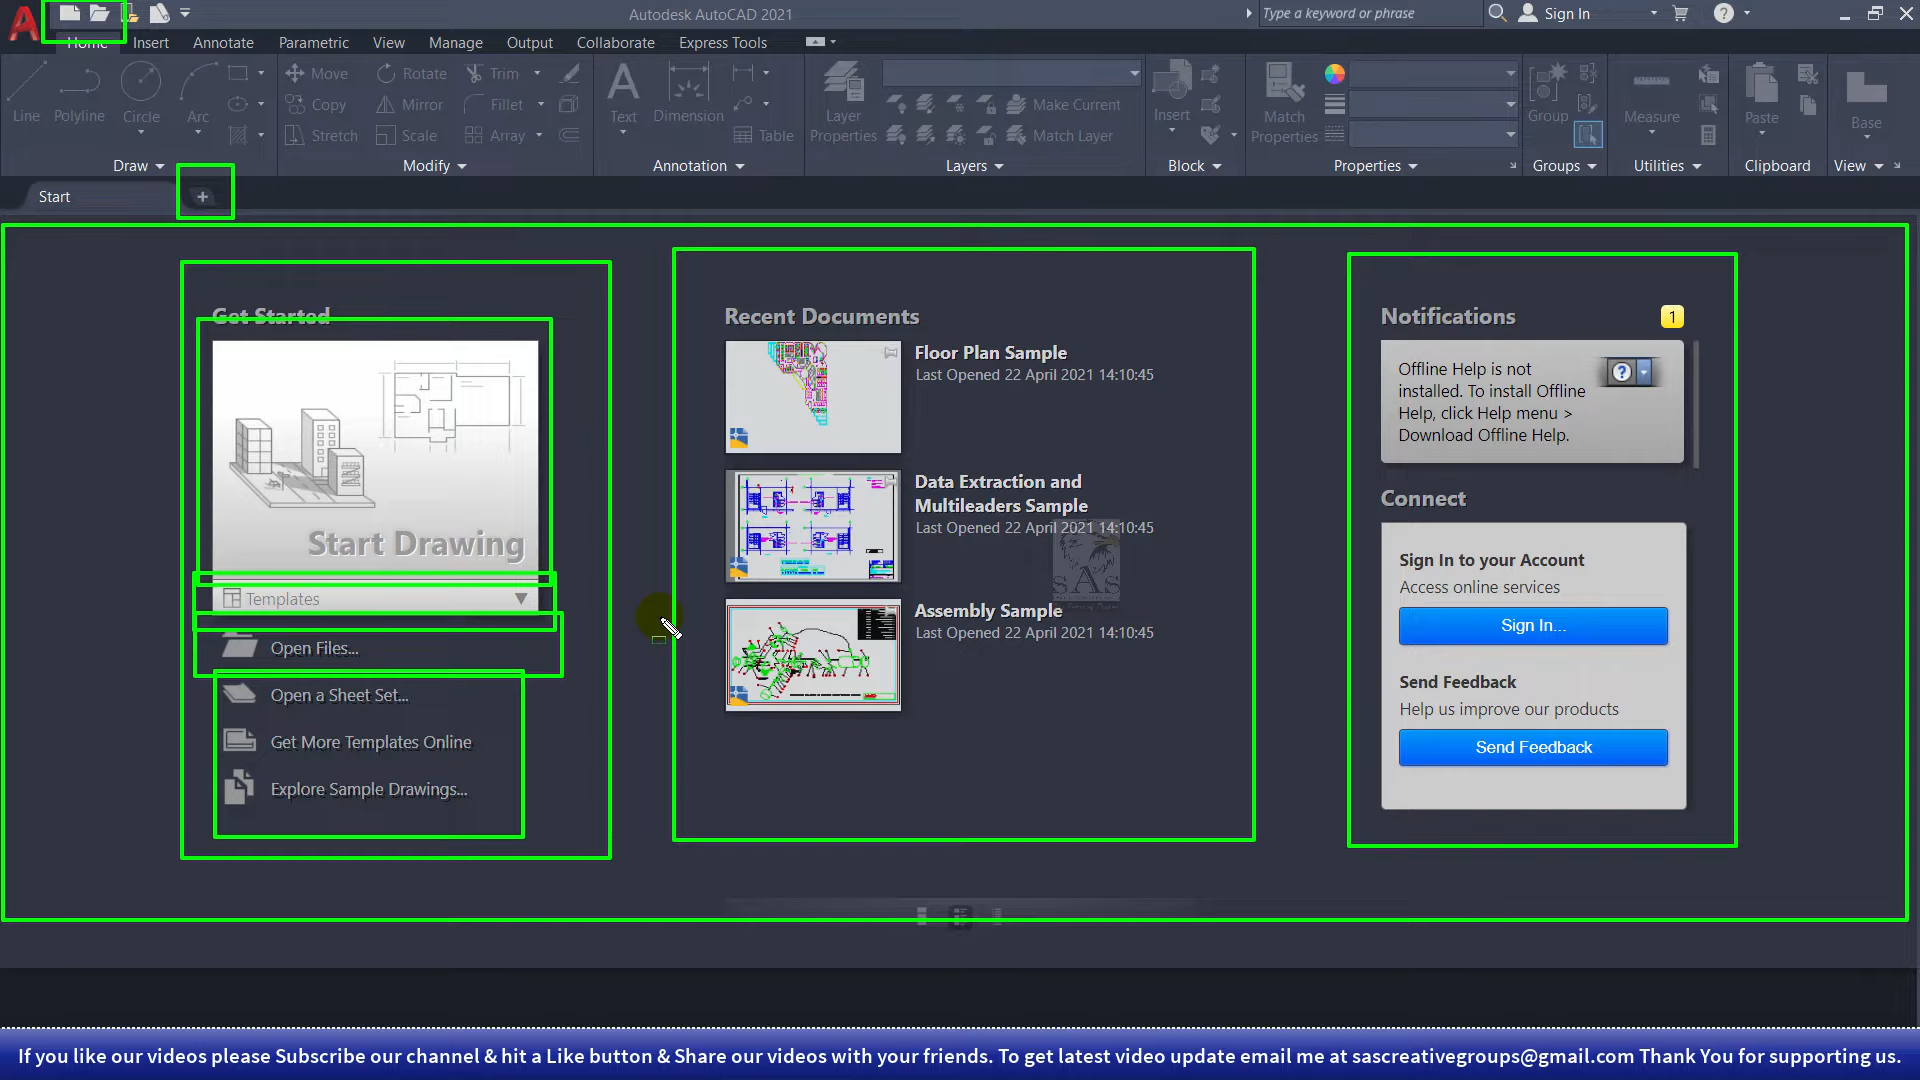 Autodesk AutoCAD 2021
Type a keyword or phrase
Sign In
Home Insert Annotate Parametric View Manage Output Collaborate Express Tools
Line Polyline Circle Arc
Move Rotate Trim
Copy Mirror Fillet
Stretch Scale Array
Text Dimension Table
Layer Properties
Make Current
Match Layer
Insert
Match Properties
Group
Measure
Paste
Base
Draw Modify Annotation Layers Block Properties Groups Utilities Clipboard View
Start
Get Started
Start Drawing
Templates
Open Files...
Open a Sheet Set...
Get More Templates Online
Explore Sample Drawings...
Recent Documents
Floor Plan Sample
Last Opened 22 April 2021 14:10:45
Data Extraction and
Multileaders Sample
Last Opened 22 April 2021 14:10:45
SAS
Assembly Sample
Last Opened 22 April 2021 14:10:45
Notifications 1
Offline Help is not
installed. To install Offline
Help, click Help menu >
Download Offline Help.
Connect
Sign In to your Account
Access online services
Sign In...
Send Feedback
Help us improve our products
Send Feedback
If you like our videos please Subscribe our channel & hit a Like button & Share our videos with your friends. To get latest video update email me at sascreativegroups@gmail.com Thank You for supporting us.